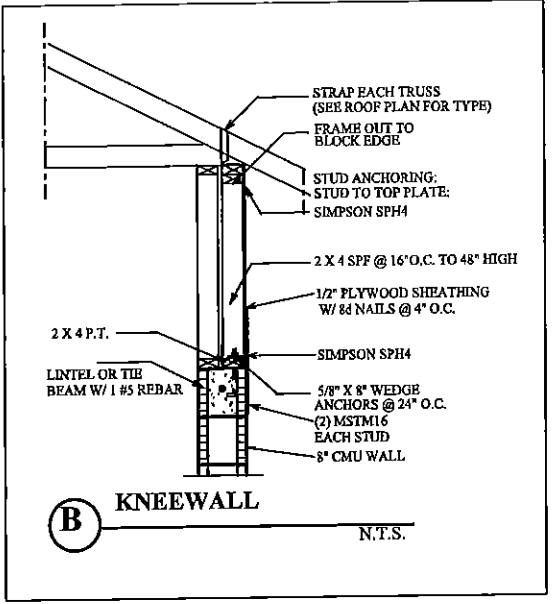 STRAP EACH TRUSS
(SEE ROOF PLAN FOR TYPE)
FRAME OUT TO
BLOCK EDGE
STUD ANCHORING;
STUD TO TOP PLATE;
SIMPSON SPH4
2 X 4 SPF @ 16" O.C. TO 48" HIGH
1/2" PLYWOOD SHEATHING
W/ 8d NAILS @ 4" O.C.
2 X 4 P.T.
SIMPSON SPH4
LINTEL OR TIE
BEAM W/ 1 #5 REBAR
5/8" X 8" WEDGE
ANCHORS @ 24" O.C.
(2) MSTM16
EACH STUD
8" CMU WALL
B KNEEWALL
N.T.S.